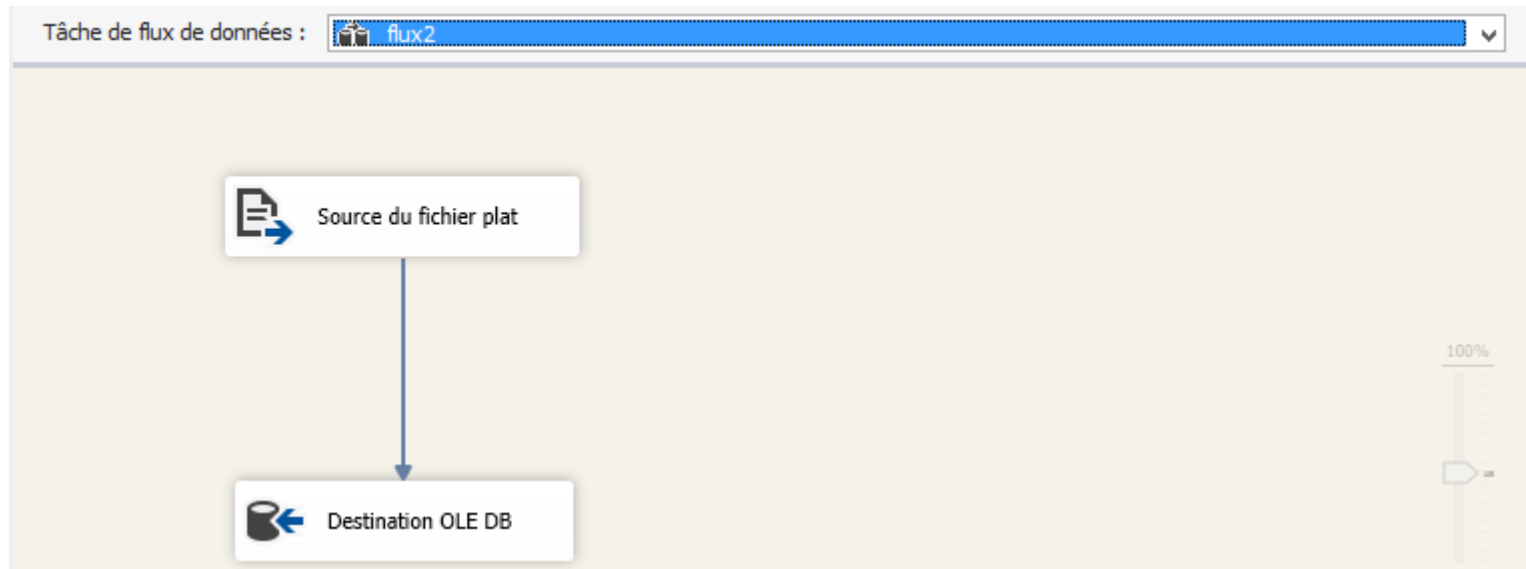 Tâche de flux de données : flux2
Source du fichier plat
100%
Destination OLE DB